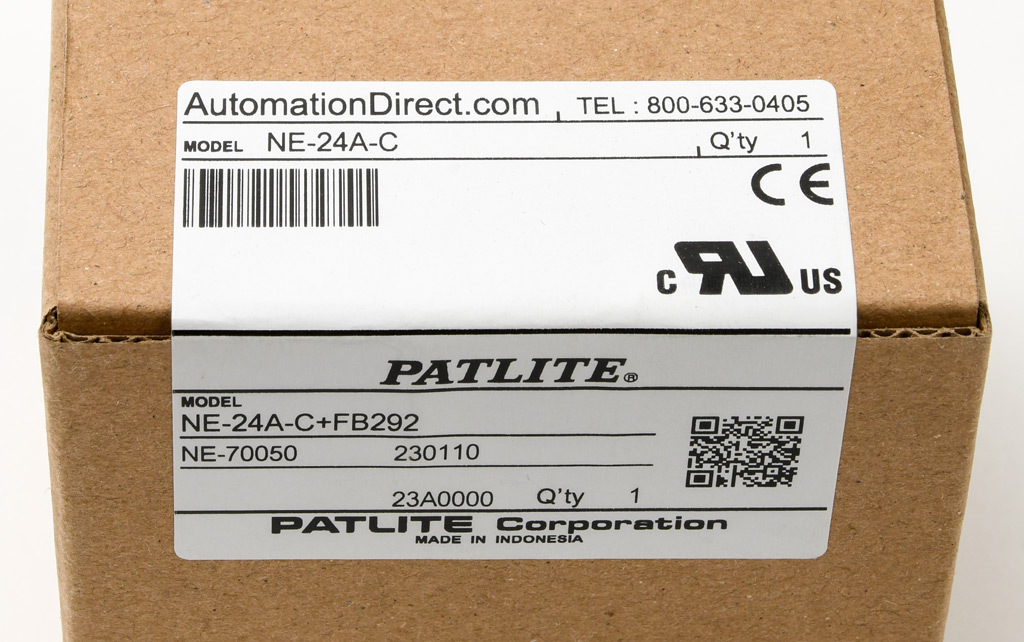 AutomationDirect.com TEL : 800-633-0405
MODEL NE-24A-C Q'ty 1
CE
C RU US
PATLITE®
MODEL
NE-24A-C+FB292
NE-70050 230110
23A0000 Q'ty 1
PATLITE Corporation
MADE IN INDONESIA